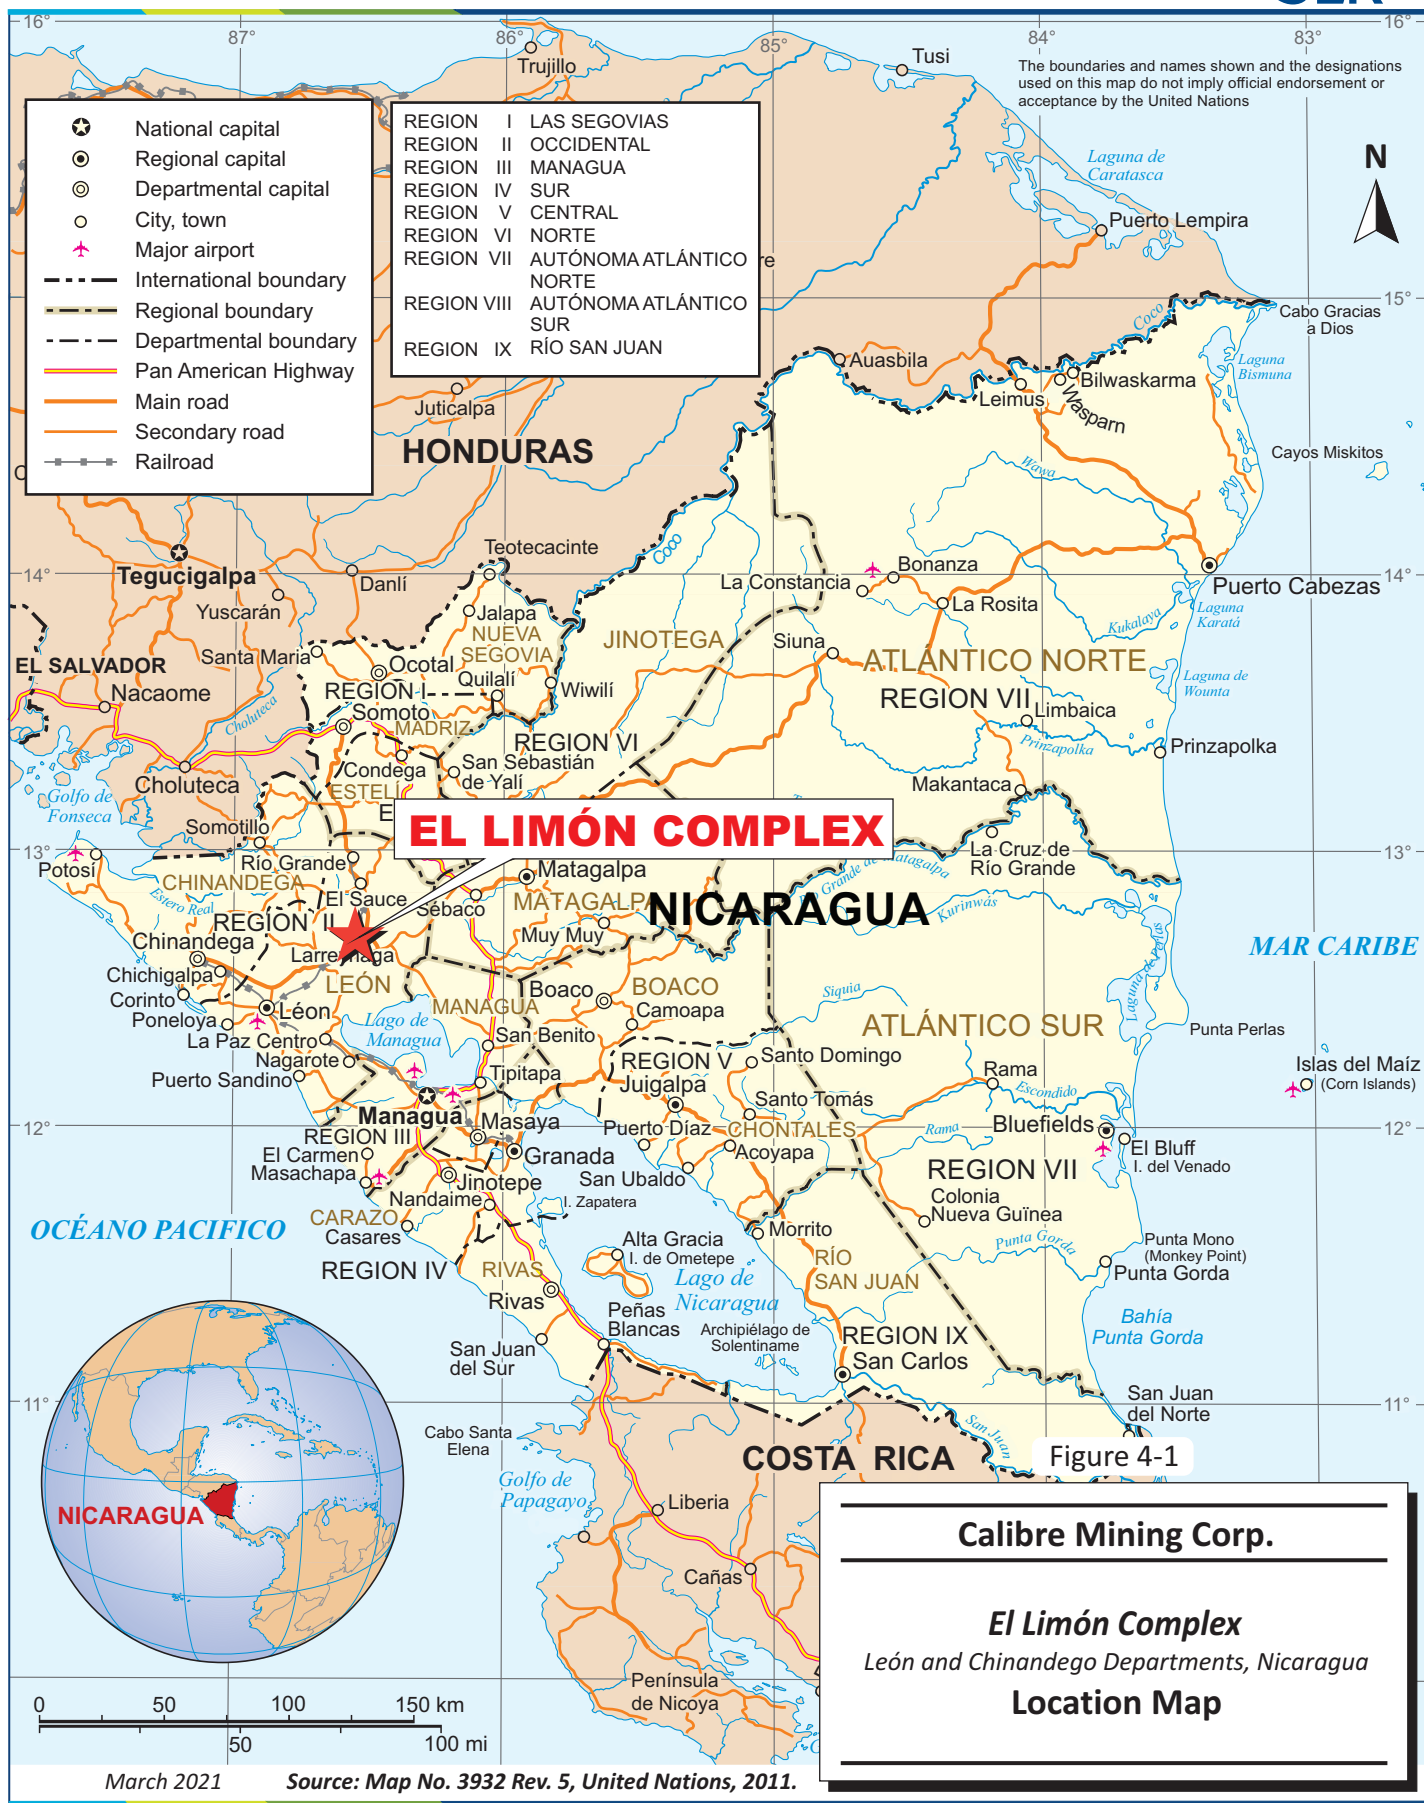 16°
87°
86°
85°
84°
83°
16°
Trujillo
Tusi
The boundaries and names shown and the designations
used on this map do not imply official endorsement or
acceptance by the United Nations
National capital
Regional capital
Departmental capital
City, town
Major airport
International boundary
Regional boundary
Departmental boundary
Pan American Highway
Main road
Secondary road
Railroad
REGION I LAS SEGOVIAS
REGION II OCCIDENTAL
REGION III MANAGUA
REGION IV SUR
REGION V CENTRAL
REGION VI NORTE
REGION VII AUTÓNOMA ATLÁNTICO
NORTE
REGION VIII AUTÓNOMA ATLÁNTICO
SUR
REGION IX RÍO SAN JUAN
N
Laguna de
Caratasca
Puerto Lempira
15°
Coco
Cabo Gracias
a Dios
Auasbila
Laguna
Bismuna
Bilwaskarma
Leimus
Wasparn
Juticalpa
HONDURAS
Wawa
Cayos Miskitos
Teotecacinte
Coco
14°
14°
Tegucigalpa
Danlí
Yuscarán
La Constancia
Bonanza
La Rosita
Puerto Cabezas
Laguna
Karatá
Kukalaya
Jalapa
NUEVA
SEGOVIA
JINOTEGA
Siuna
ATLÁNTICO NORTE
EL SALVADOR
Santa Maria
Ocotal
Nacaome
REGION I
Quilalí
Wiwilí
REGION VII
Laguna de
Wounta
Choluteca
Somoto
MADRIZ
Limbaica
Prinzapolka
Prinzapolka
REGION VI
Condega
San Sebastián
de Yalí
Choluteca
ESTELÍ
Makantaca
Golfo de
Fonseca
E
EL LIMÓN COMPLEX
Somotillo
13°
13°
Potosí
Río Grande
La Cruz de
Río Grande
CHINANDEGA
Matagalpa
Grande de Matagalpa
Estero Real
El Sauce
Sébaco
MATAGALPA
NICARAGUA
Kurinwás
REGION II
Chinandega
Muy Muy
Laguna de Perlas
MAR CARIBE
Larreynaga
Chichigalpa
LEÓN
Corinto
Léon
Poneloya
Boaco
BOACO
Camoapa
MANAGUA
Siquia
ATLÁNTICO SUR
Lago de
Managua
Punta Perlas
La Paz Centro
Nagarote
San Benito
Puerto Sandino
Tipitapa
REGION V
Juigalpa
Santo Domingo
Rama
Escondido
Islas del Maíz
(Corn Islands)
Managua
Santo Tomás
12°
12°
Masaya
REGION III
El Carmen
Masachapa
Granada
Puerto Díaz
CHONTALES
Acoyapa
Rama
Bluefields
El Bluff
I. del Venado
San Ubaldo
REGION VII
Jinotepe
Nandaime
I. Zapatera
Colonia
Nueva Guïnea
CARAZO
Casares
OCÉANO PACIFICO
Morrito
Alta Gracia
I. de Ometepe
Punta Gorda
Punta Mono
(Monkey Point)
Punta Gorda
REGION IV
RIVAS
Rivas
RÍO
SAN JUAN
Lago de
Nicaragua
Peñas
Blancas
Bahía
Punta Gorda
Archipiélago de
Solentiname
REGION IX
San Carlos
San Juan
del Sur
11°
11°
San Juan
del Norte
Cabo Santa
Elena
COSTA RICA
San Juan
Figure 4-1
Golfo de
Papagayo
Liberia
NICARAGUA
Cañas
Península
de Nicoya
Calibre Mining Corp.
El Limón Complex
León and Chinandego Departments, Nicaragua
Location Map
0 50 100 150 km
50 100 mi
March 2021
Source: Map No. 3932 Rev. 5, United Nations, 2011.